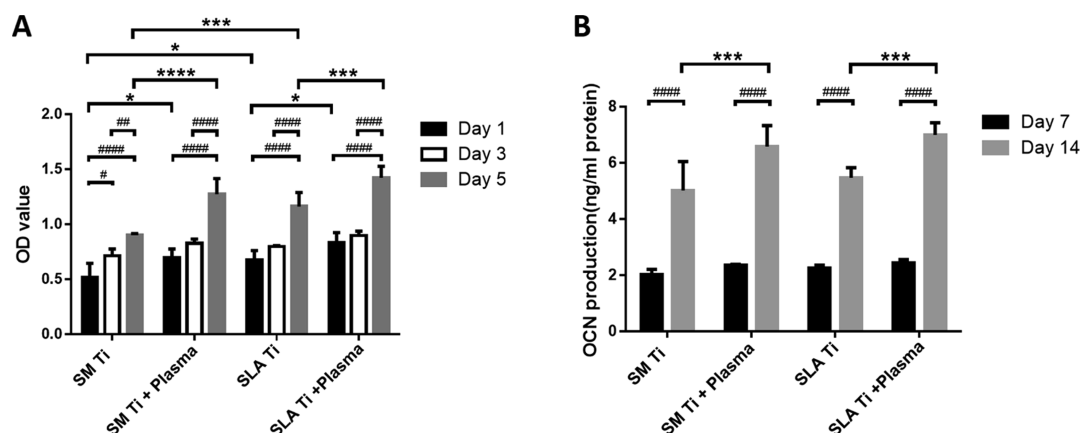 A
***
*
****
***
*
*
##
####
####
####
####
####
####
####
#
Day 1
Day 3
Day 5
OD value
2.0
1.5
1.0
0.5
0.0
SM Ti
SM Ti + Plasma
SLA Ti
SLA Ti +Plasma
B
***
***
####
####
####
####
Day 7
Day 14
OCN production(ng/ml protein)
8
6
4
2
0
SM Ti
SM Ti + Plasma
SLA Ti
SLA Ti +Plasma